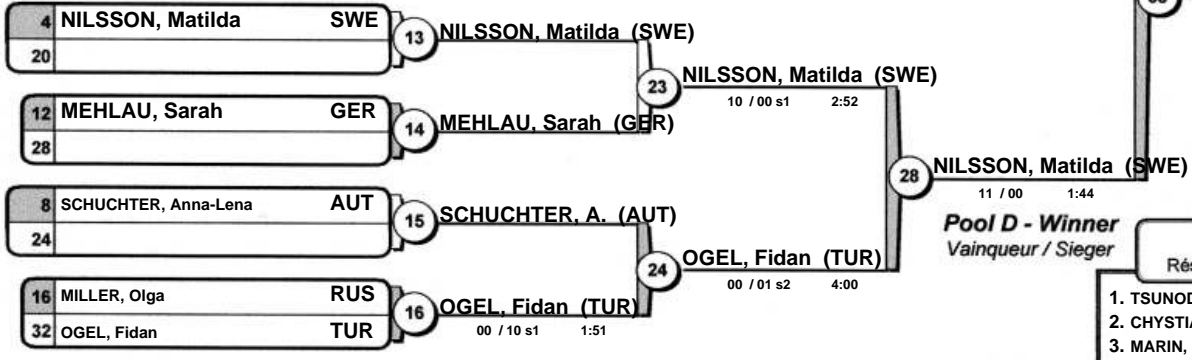 4 NILSSON, Matilda SWE
20
13 NILSSON, Matilda (SWE)
12 MEHLAU, Sarah GER
28
14 MEHLAU, Sarah (GER)
23 NILSSON, Matilda (SWE)
10 / 00 s1 2:52
8 SCHUCHTER, Anna-Lena AUT
24
15 SCHUCHTER, A. (AUT)
16 MILLER, Olga RUS
32 OGEL, Fidan TUR
16 OGEL, Fidan (TUR)
00 / 10 s1 1:51
24 OGEL, Fidan (TUR)
00 / 01 s2 4:00
28 NILSSON, Matilda (SWE)
11 / 00 1:44
Pool D - Winner
Vainqueur / Sieger
1. TSUNOD
2. CHYSTIA
3. MARIN,